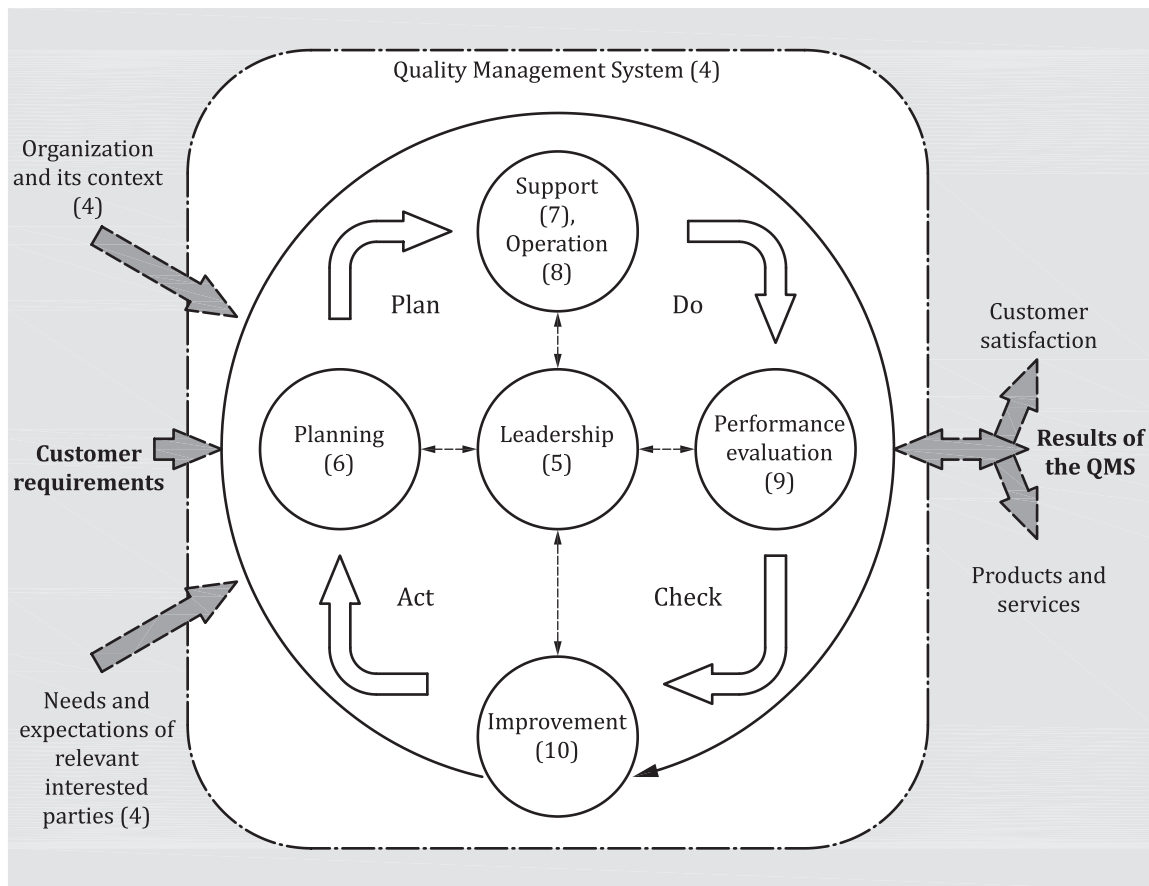 Quality Management System (4)
Organization
and its context
(4)
Support
(7),
Operation
(8)
Plan
Do
Customer
satisfaction
Customer
requirements
Planning
(6)
Leadership
(5)
Performance
evaluation
(9)
Results of
the QMS
Act
Check
Products and
services
Needs and
expectations of
relevant
interested
parties (4)
Improvement
(10)